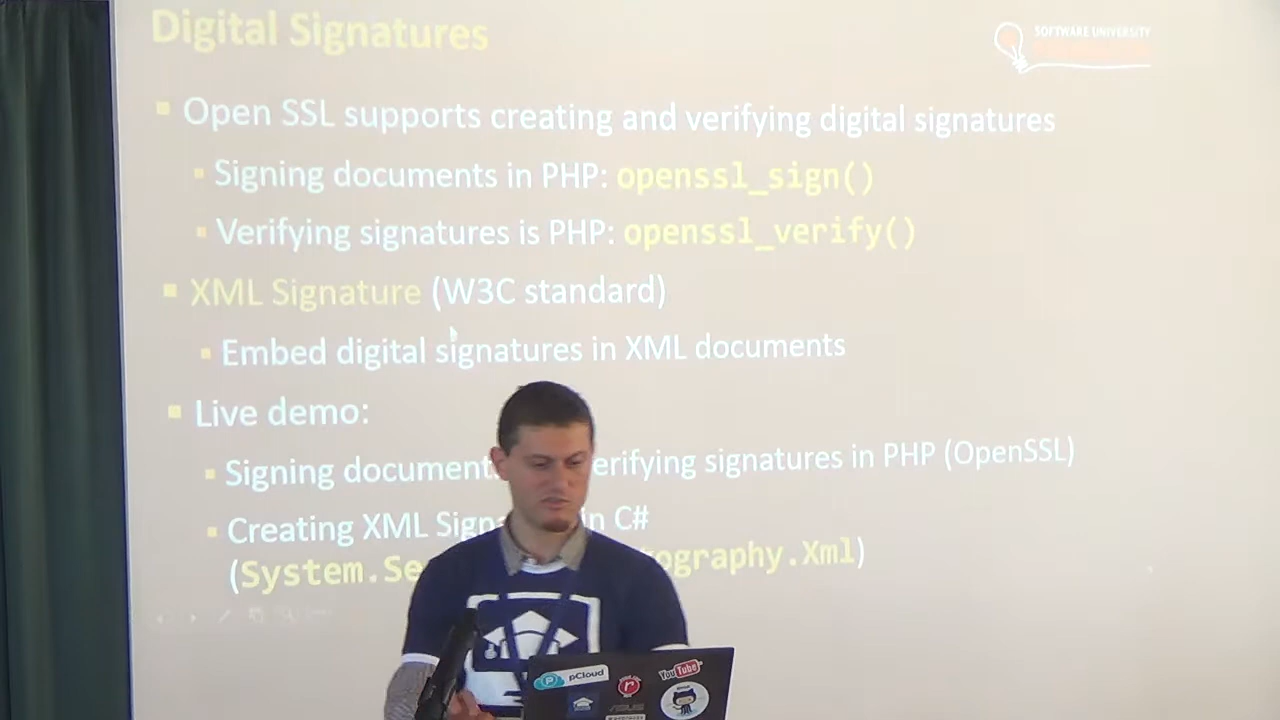 Digital Signatures
SOFTWARE UNIVERSITY
Open SSL supports creating and verifying digital signatures
Signing documents in PHP: openssl_sign()
Verifying signatures is PHP: openssl_verify()
XML Signature (W3C standard)
Embed digital signatures in XML documents
Live demo:
Signing document erifying signatures in PHP (OpenSSL)
Creating XML Signa in C#
(System.Se ography.Xml)
pCloud
YouTube
ASUS